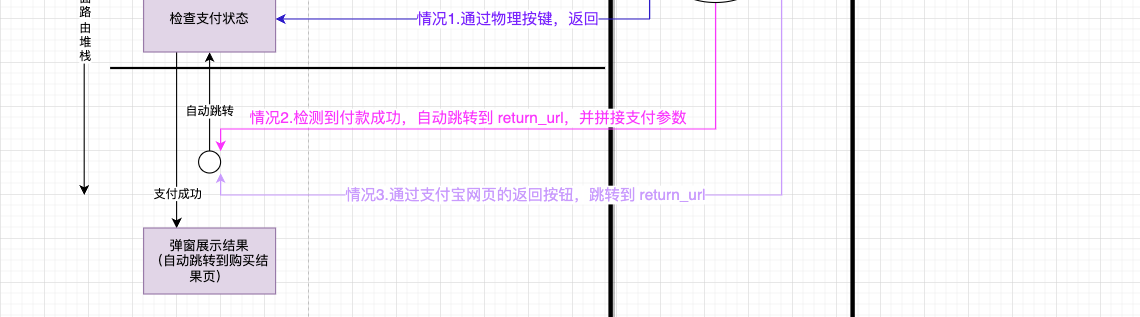 路
由
堆
栈
检查支付状态
情况1.通过物理按键，返回
自动跳转
情况2.检测到付款成功，自动跳转到 return_url，并拼接支付参数
支付成功
情况3.通过支付宝网页的返回按钮，跳转到 return_url
弹窗展示结果
（自动跳转到购买结
果页）